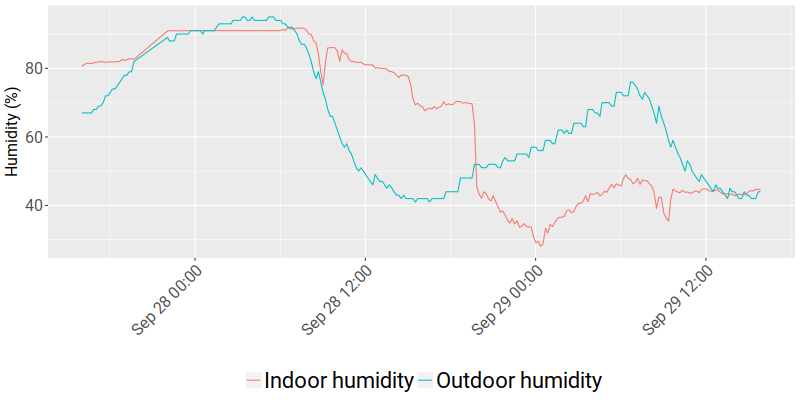 Humidity (%)
80
60
40
Sep 28 00:00
Sep 28 12:00
Sep 29 00:00
Sep 29 12:00
Indoor humidity Outdoor humidity